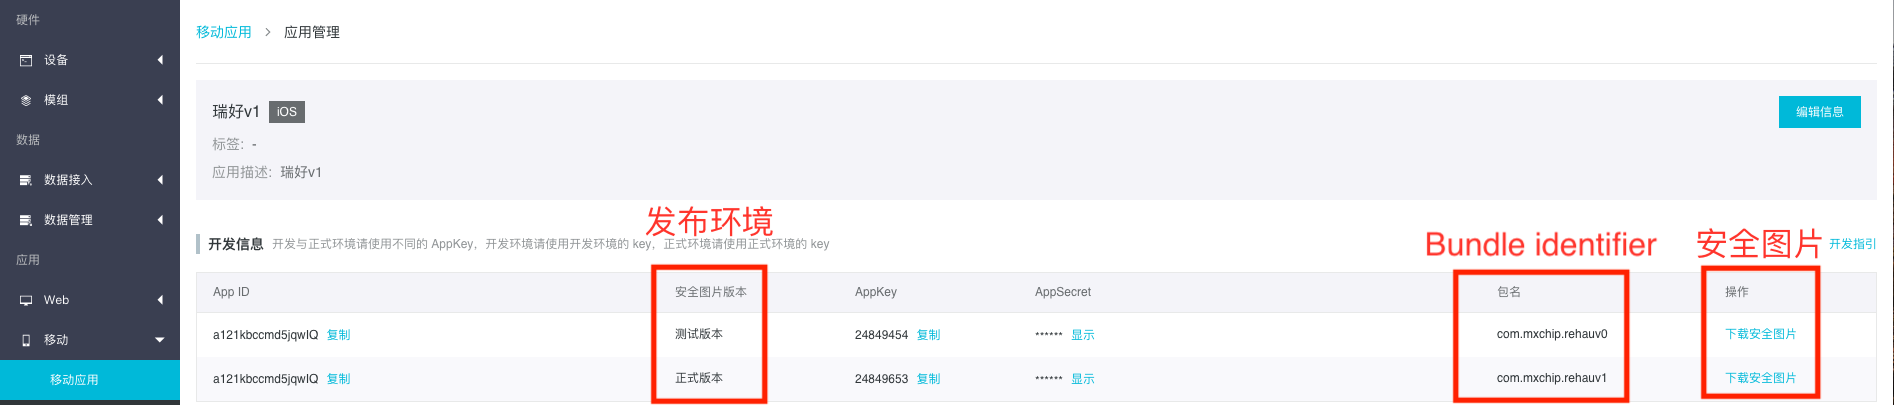 硬件
设备
模组
数据
数据接入
数据管理
应用
Web
移动
移动应用
移动应用 > 应用管理
瑞好v1 iOS
编辑信息
标签: -
应用描述: 瑞好v1
发布环境
Bundle identifier
安全图片
开发信息 开发与正式环境请使用不同的 AppKey，开发环境请使用开发环境的 key，正式环境请使用正式环境的 key
开发指引
App ID 安全图片版本 AppKey AppSecret 包名 操作
a121kbccmd5jqwIQ 复制 测试版本 24849454 复制 ****** 显示 com.mxchip.rehauv0 下载安全图片
a121kbccmd5jqwIQ 复制 正式版本 24849653 复制 ****** 显示 com.mxchip.rehauv1 下载安全图片